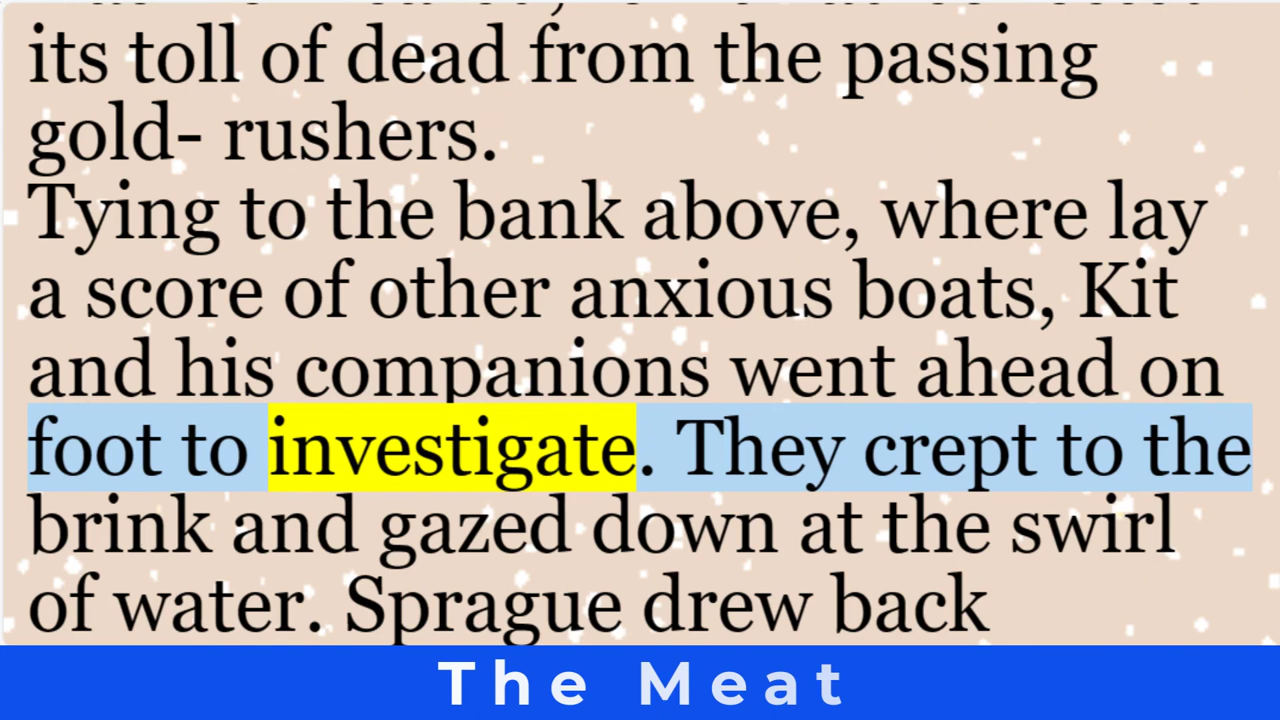 its toll of dead from the passing
gold- rushers.
Tying to the bank above, where lay
a score of other anxious boats, Kit
and his companions went ahead on
foot to investigate. They crept to the
brink and gazed down at the swirl
of water. Sprague drew back
The Meat